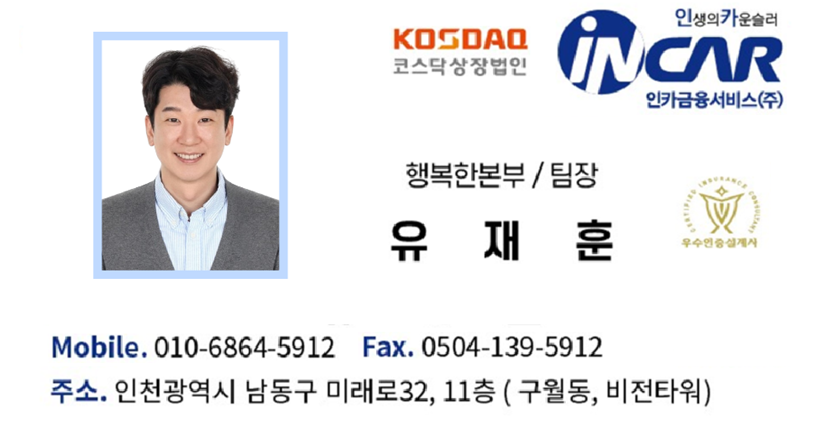 KOSDAQ
코스닥상장법인
인생의카운슬러
iNCAR
인카금융서비스(주)
행복한본부 / 팀장
유 재 훈
CERTIFIED INSURANCE CONSULTANT
우수인증설계사
Mobile. 010-6864-5912 Fax. 0504-139-5912
주소. 인천광역시 남동구 미래로32, 11층 ( 구월동, 비전타워)